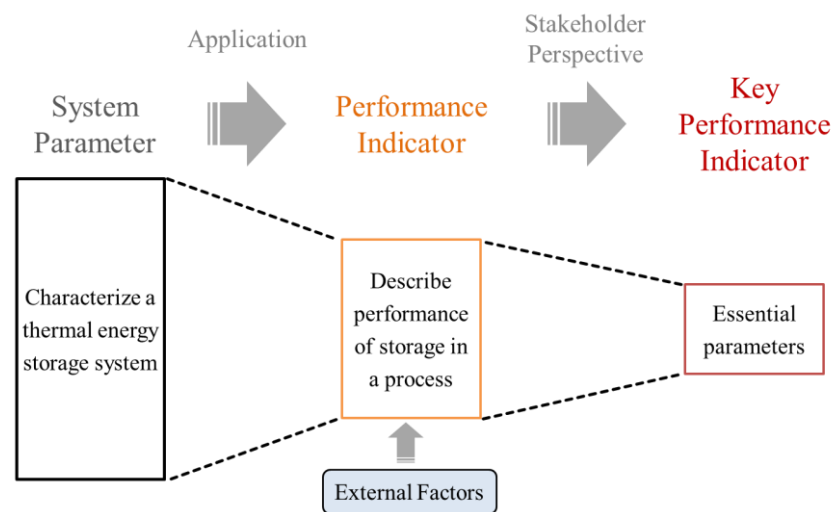 Application
Stakeholder
Perspective
System
Parameter
Performance
Indicator
Key
Performance
Indicator
Characterize a
thermal energy
storage system
Describe
performance
of storage in
a process
Essential
parameters
External Factors